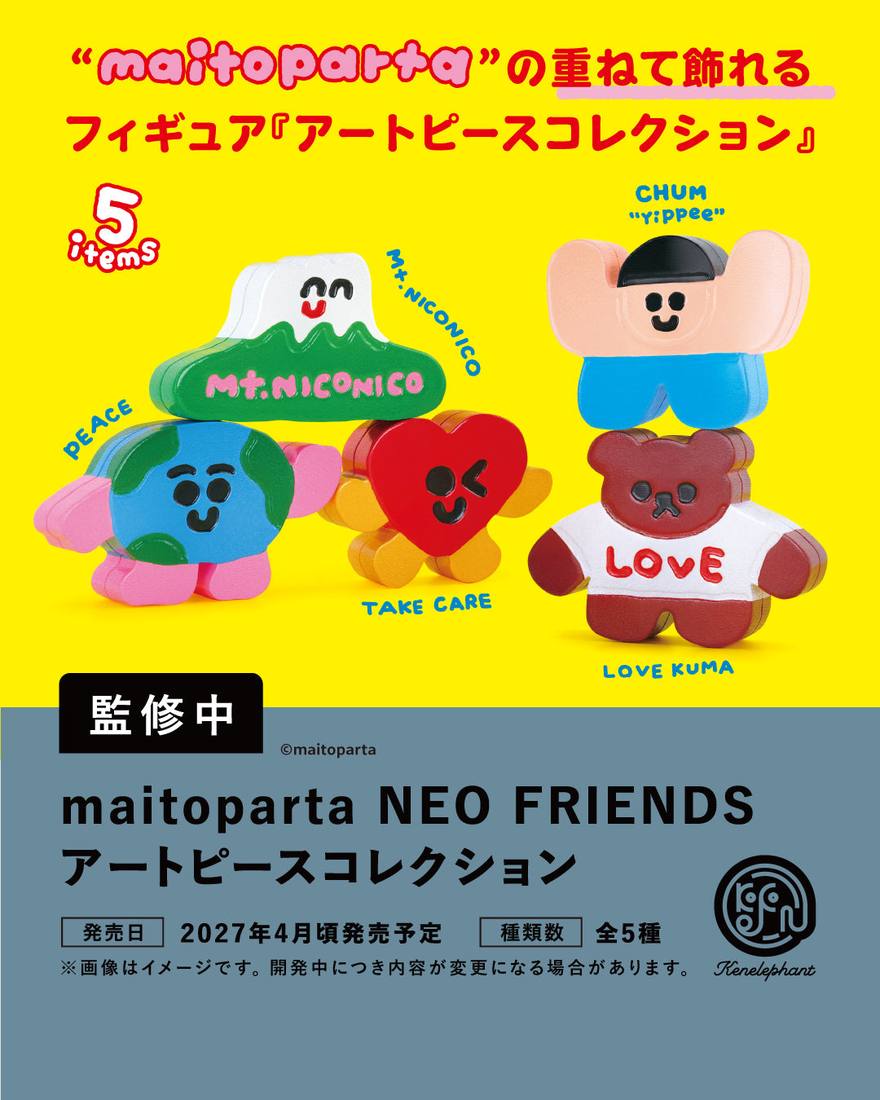 “maitoparta”の重ねて飾れる
フィギュア『アートピースコレクション』
5
items
CHUM
"Yippee"
Mt.NICONICO
Mt.NICONICO
PEACE
TAKE CARE
LOVE
LOVE KUMA
監修中
©maitoparta
maitoparta NEO FRIENDS
アートピースコレクション
発売日 2027年4月頃発売予定 種類数 全5種
※画像はイメージです。開発中につき内容が変更になる場合があります。
Kenelephant